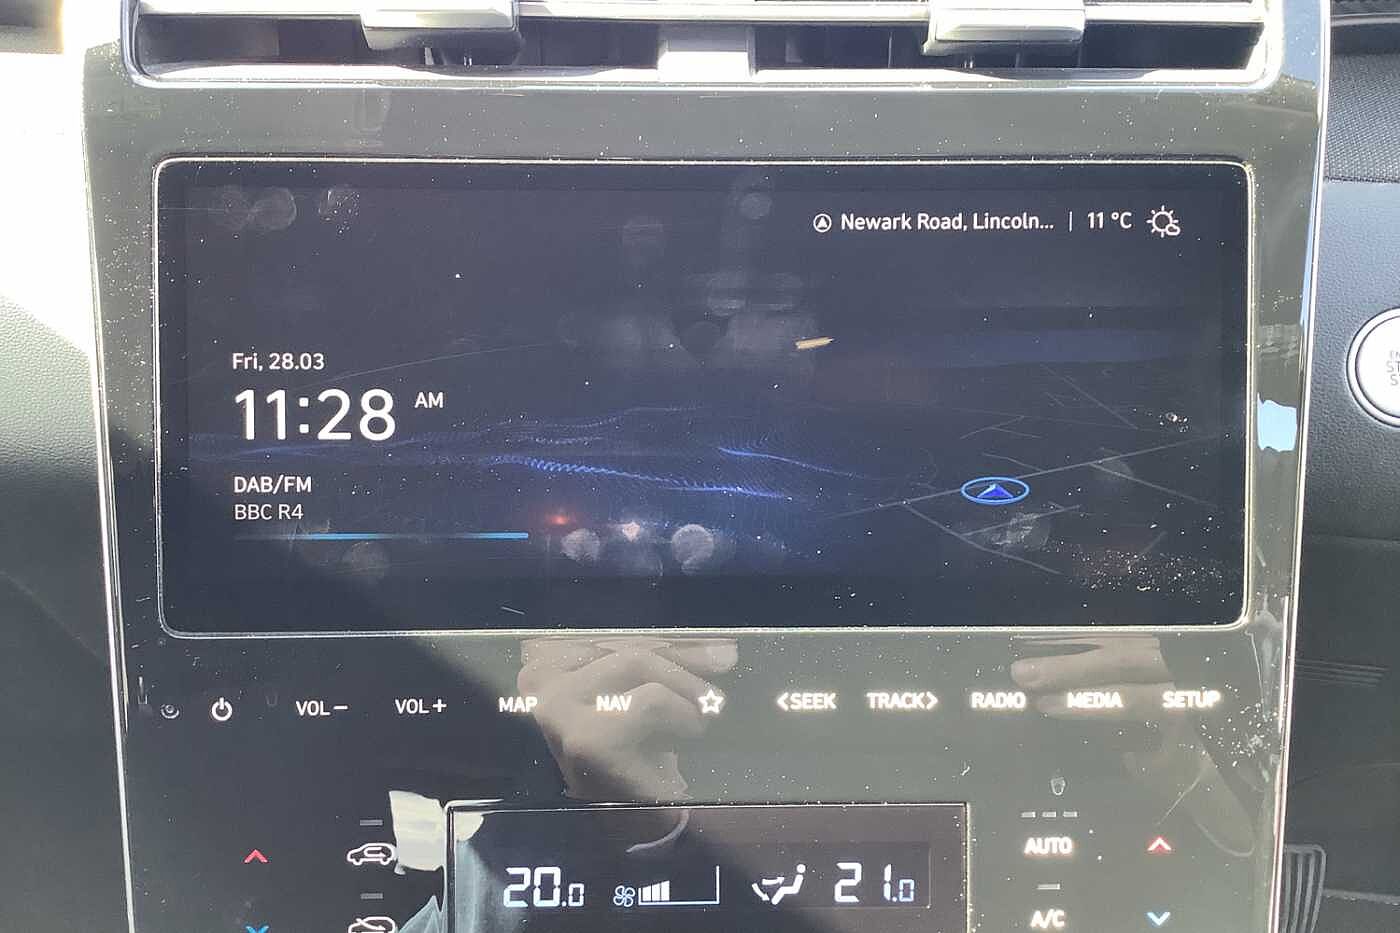 Newark Road, Lincoln... | 11 °C
Fri, 28.03
11:28 AM
DAB/FM
BBC R4
VOL− VOL+ MAP NAV <SEEK TRACK> RADIO MEDIA SETUP
AUTO
20.0 21.0
A/C